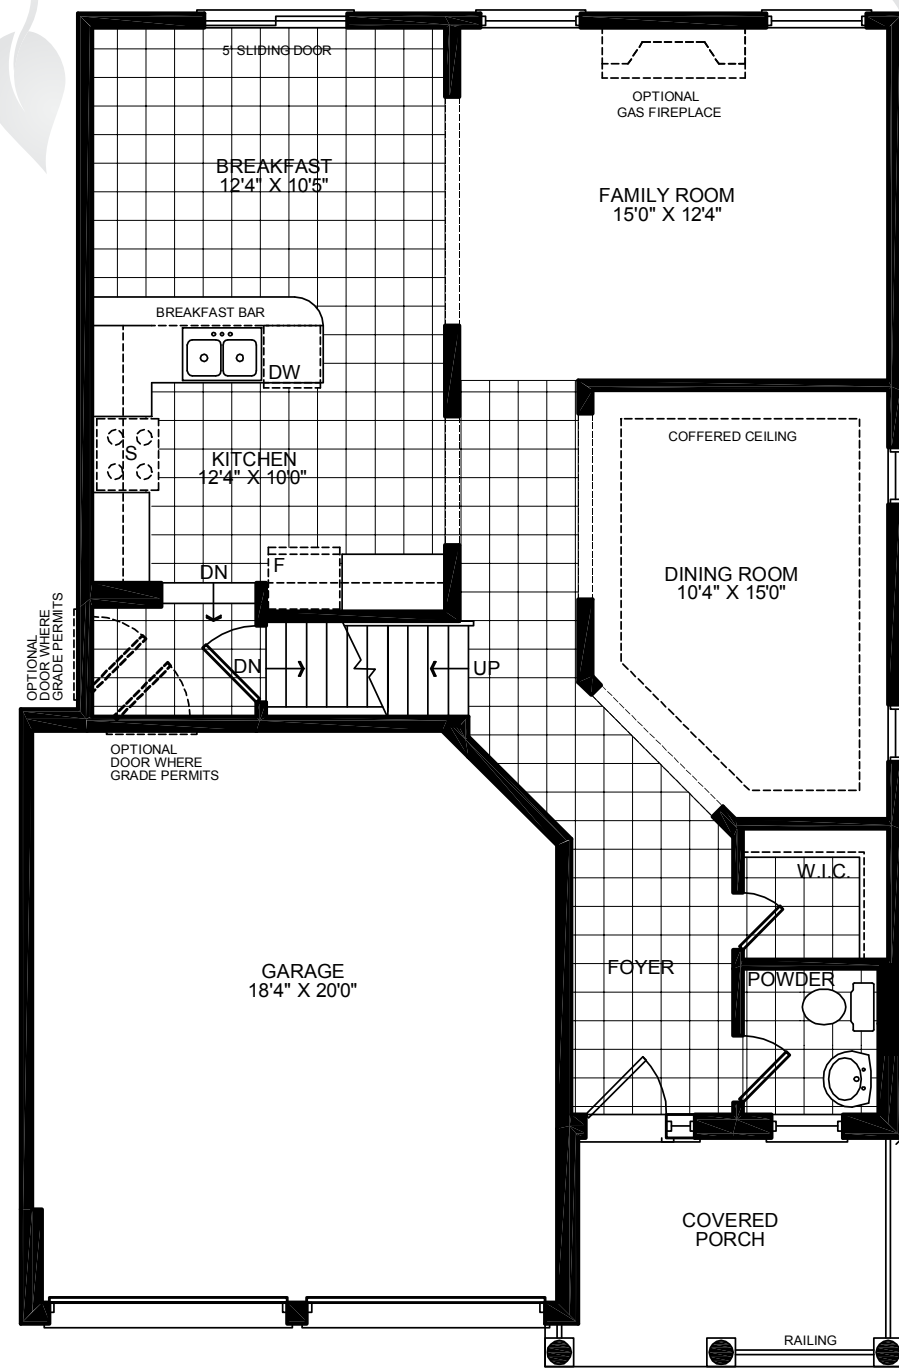 5' SLIDING DOOR
OPTIONAL
GAS FIREPLACE
BREAKFAST
12'4" X 10'5"
FAMILY ROOM
15'0" X 12'4"
BREAKFAST BAR
DW
COFFERED CEILING
S
KITCHEN
12'4" X 10'0"
F
DN
DINING ROOM
10'4" X 15'0"
OPTIONAL
DOOR WHERE
GRADE PERMITS
DN
UP
OPTIONAL
DOOR WHERE
GRADE PERMITS
W.I.C.
GARAGE
18'4" X 20'0"
FOYER
POWDER
COVERED
PORCH
RAILING